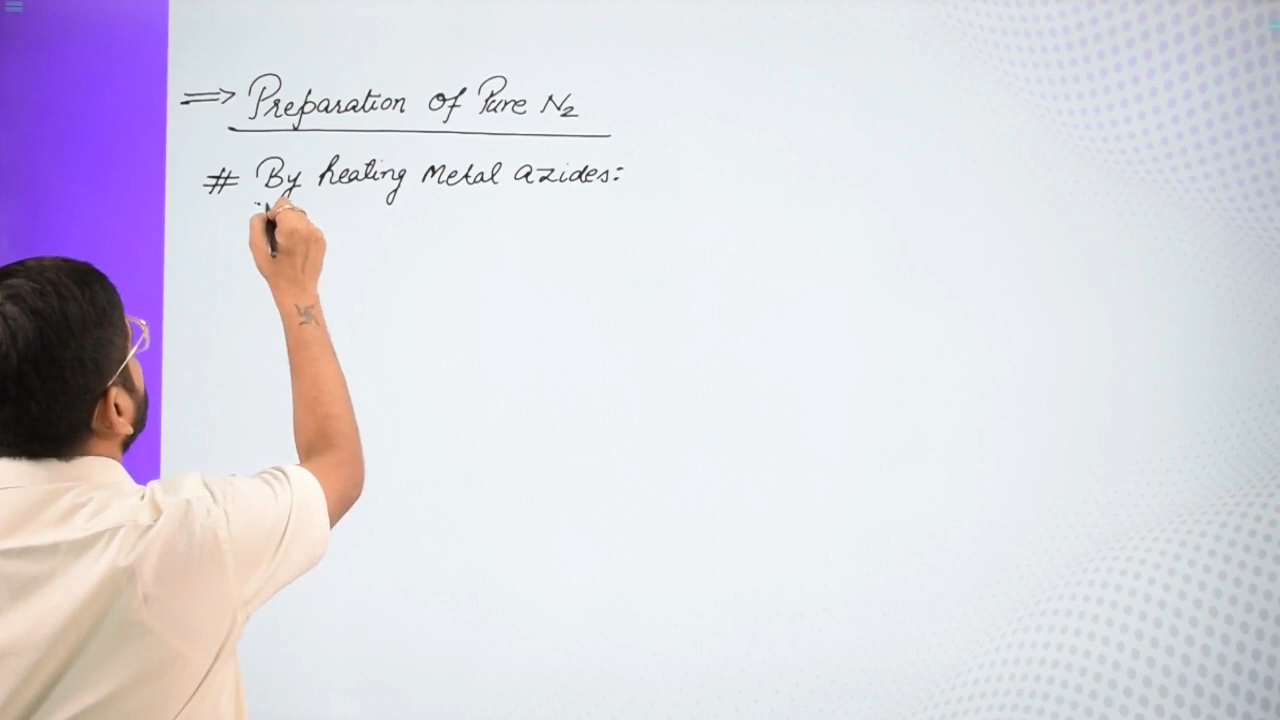 ⇒ Preparation of Pure N₂
# By heating Metal azides: